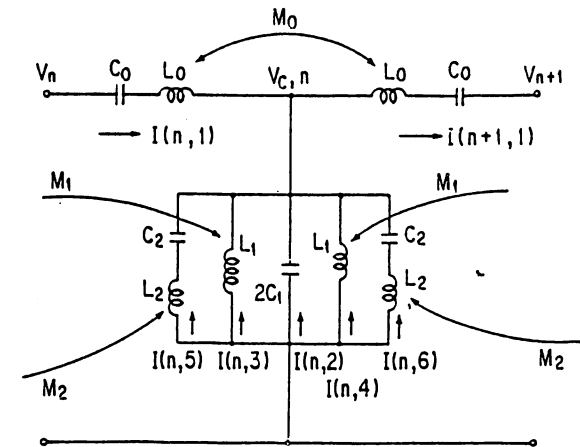 M₀
Vₙ C₀ L₀ V_C, n L₀ C₀ Vₙ₊₁
I(n,1) i(n+1,1)
M₁ M₁
C₂ L₁ L₁ C₂
L₂ 2C₁ L₂
I(n,5) I(n,3) I(n,2) I(n,6)
I(n,4)
M₂ M₂